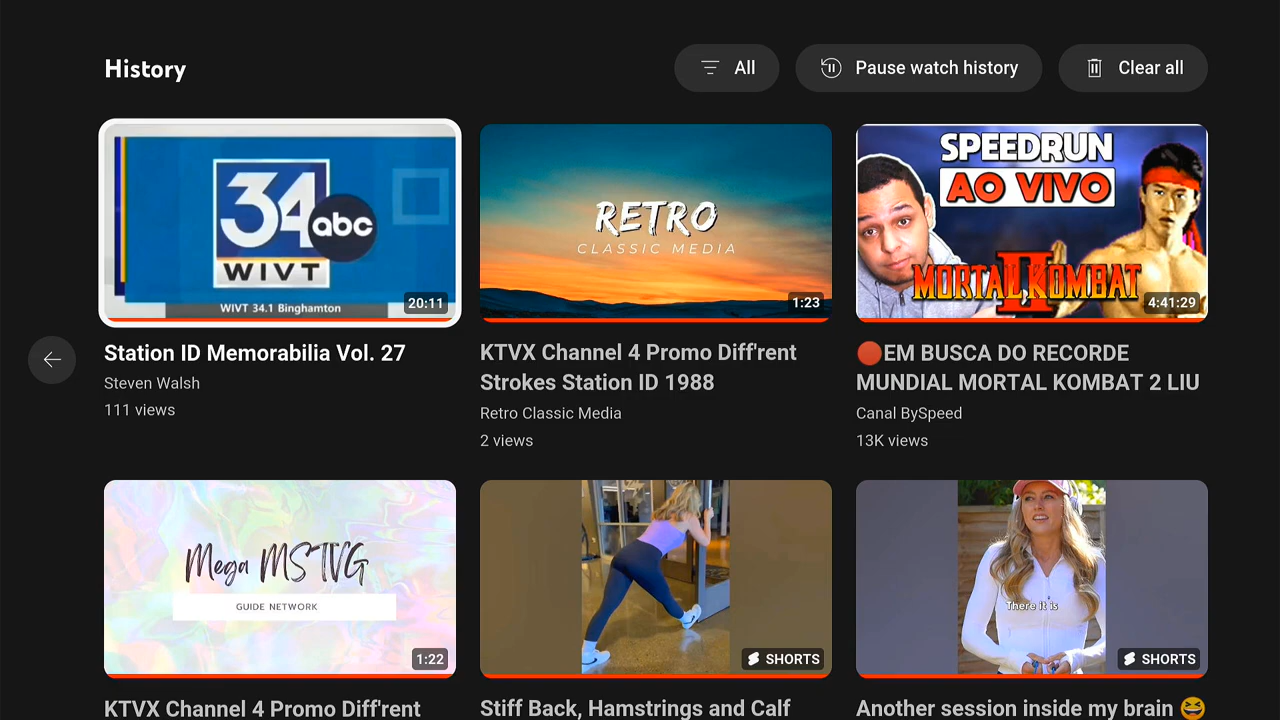 History
All
Pause watch history
Clear all
34
abc
WIVT
WIVT 34.1 Binghamton
20:11
RETRO
CLASSIC MEDIA
1:23
SPEEDRUN
AO VIVO
MORTAL KOMBAT
II
4:41:29
Station ID Memorabilia Vol. 27
Steven Walsh
111 views
KTVX Channel 4 Promo Diff'rent
Strokes Station ID 1988
Retro Classic Media
2 views
🔴EM BUSCA DO RECORDE
MUNDIAL MORTAL KOMBAT 2 LIU
Canal BySpeed
13K views
Mega MSTVG
GUIDE NETWORK
1:22
SHORTS
There it is
SHORTS
KTVX Channel 4 Promo Diff'rent
Stiff Back, Hamstrings and Calf
Another session inside my brain 😆